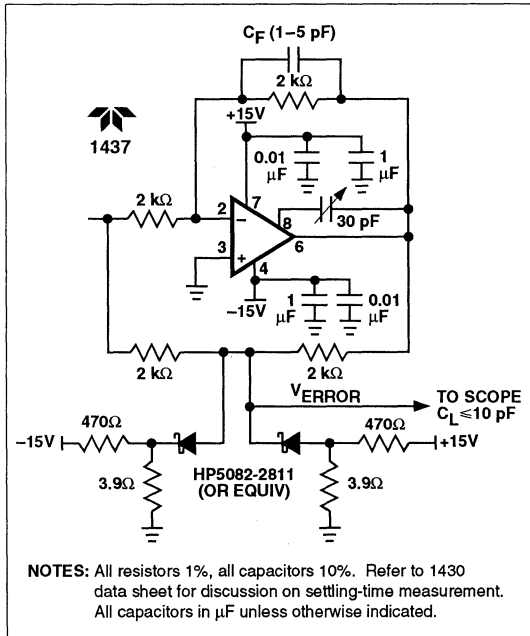 C_F (1–5 pF)
2 kΩ
+15V
1437
0.01 µF
1 µF
2 kΩ
2
7
8
30 pF
3
6
4
−15V
1 µF
0.01 µF
2 kΩ
2 kΩ
V_ERROR
TO SCOPE
C_L ≤ 10 pF
−15V
470Ω
470Ω
+15V
3.9Ω
HP5082-2811
(OR EQUIV)
3.9Ω
NOTES: All resistors 1%, all capacitors 10%. Refer to 1430
data sheet for discussion on settling-time measurement.
All capacitors in µF unless otherwise indicated.